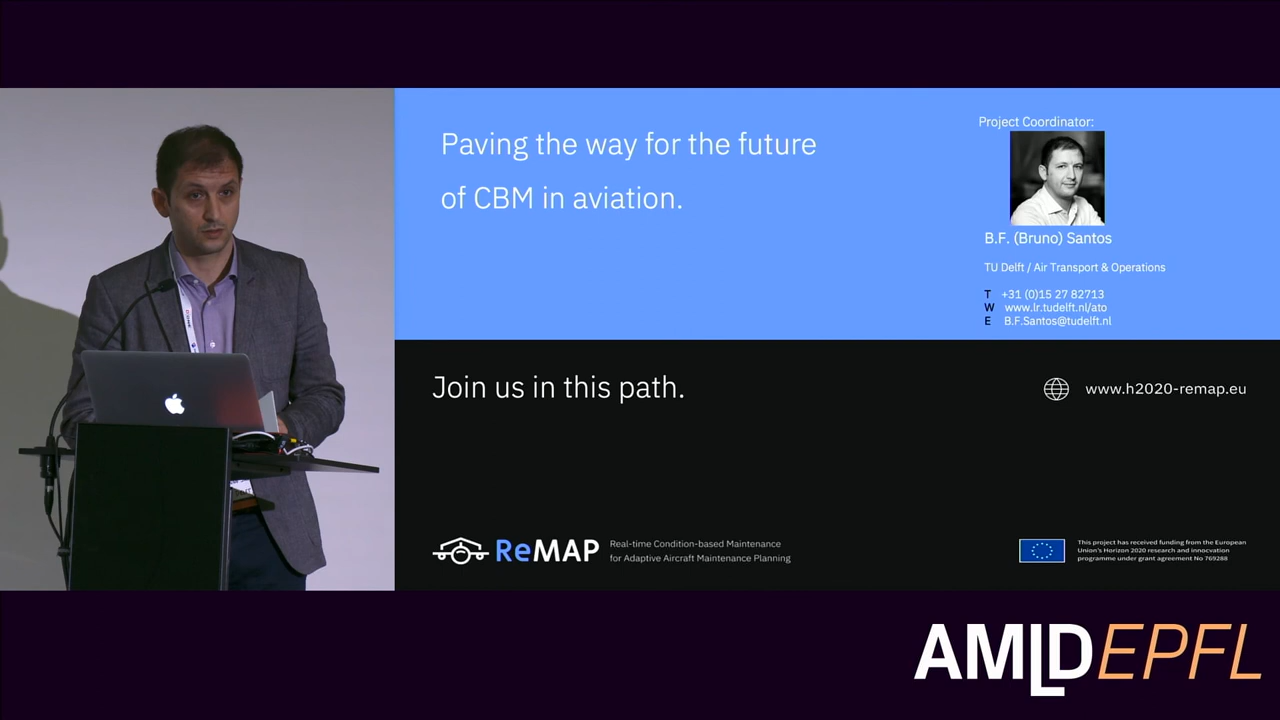 Paving the way for the future
of CBM in aviation.
Project Coordinator:
B.F. (Bruno) Santos
TU Delft / Air Transport & Operations
T +31 (0)15 27 82713
W www.lr.tudelft.nl/ato
E B.F.Santos@tudelft.nl
Join us in this path.
www.h2020-remap.eu
ReMAP
Real-time Condition-based Maintenance
for Adaptive Aircraft Maintenance Planning
This project has received funding from the European
Union's Horizon 2020 research and innocvation
programme under grant agreement No 769288
AMLDEPFL